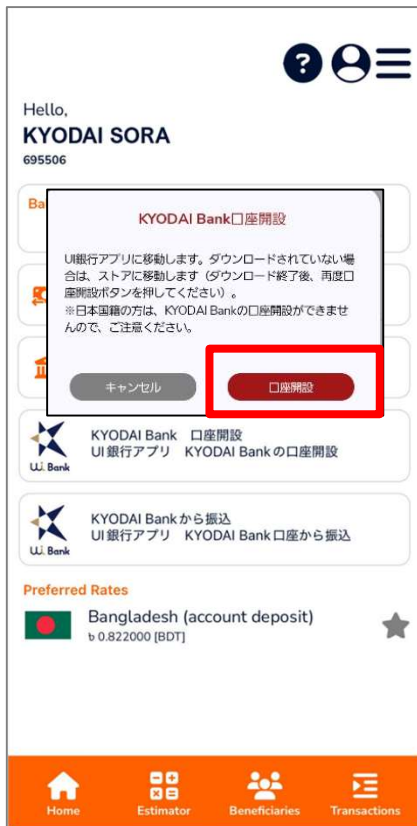 ?
Hello,
KYODAI SORA
695506
Ba
KYODAI Bank口座開設
UI銀行アプリに移動します。ダウンロードされていない場
合は、ストアに移動します（ダウンロード終了後、再度口
座開設ボタンを押してください）。
※日本国籍の方は、KYODAI Bankの口座開設ができませ
んので、ご注意ください。
キャンセル
口座開設
KYODAI Bank 口座開設
UI銀行アプリ KYODAI Bankの口座開設
UI Bank
KYODAI Bankから振込
UI銀行アプリ KYODAI Bank口座から振込
UI Bank
Preferred Rates
Bangladesh (account deposit)
৳ 0.822000 [BDT]
Home
Estimator
Beneficiaries
Transactions